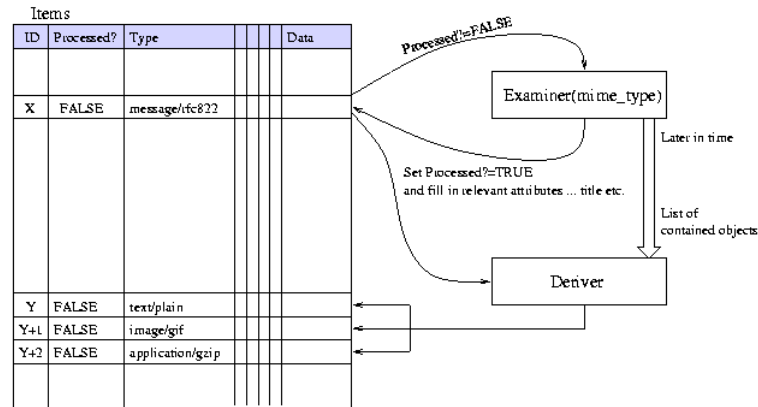 Items
ID Processed? Type Data
Processed?=FALSE
Examiner(mime_type)
X FALSE message/rfc822
Later in time
Set Processed?=TRUE
and fill in relevant attributes ... title etc.
List of
contained objects
Deriver
Y FALSE text/plain
Y+1 FALSE image/gif
Y+2 FALSE application/gzip